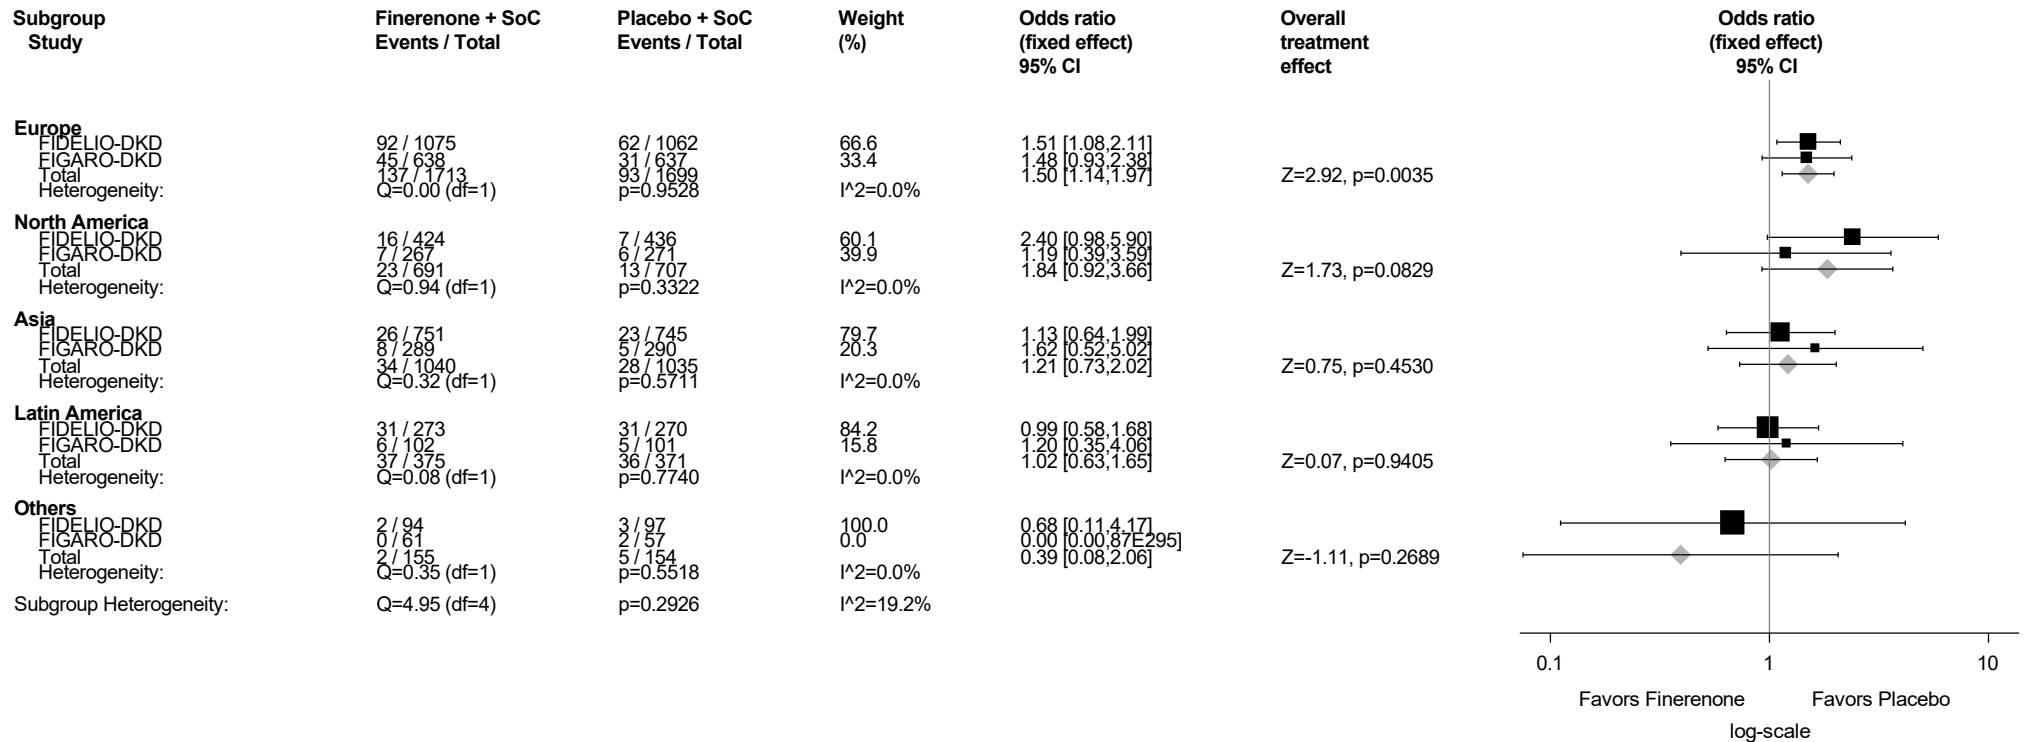 Subgroup Finerenone + SoC Placebo + SoC Weight Odds ratio Overall Odds ratio
Study Events / Total Events / Total (%) (fixed effect) treatment (fixed effect)
95% CI effect 95% CI
Europe
FIDELIO-DKD 92 / 1075 62 / 1062 66.6 1.51 [1.08,2.11]
FIGARO-DKD 45 / 638 31 / 637 33.4 1.48 [0.93,2.38]
Total 137 / 1713 93 / 1699 1.50 [1.14,1.97] Z=2.92, p=0.0035
Heterogeneity: Q=0.00 (df=1) p=0.9528 I^2=0.0%
North America
FIDELIO-DKD 16 / 424 7 / 436 60.1 2.40 [0.98,5.90]
FIGARO-DKD 7 / 267 6 / 271 39.9 1.19 [0.39,3.59]
Total 23 / 691 13 / 707 1.84 [0.92,3.66] Z=1.73, p=0.0829
Heterogeneity: Q=0.94 (df=1) p=0.3322 I^2=0.0%
Asia
FIDELIO-DKD 26 / 751 23 / 745 79.7 1.13 [0.64,1.99]
FIGARO-DKD 8 / 289 5 / 290 20.3 1.62 [0.52,5.02]
Total 34 / 1040 28 / 1035 1.21 [0.73,2.02] Z=0.75, p=0.4530
Heterogeneity: Q=0.32 (df=1) p=0.5711 I^2=0.0%
Latin America
FIDELIO-DKD 31 / 273 31 / 270 84.2 0.99 [0.58,1.68]
FIGARO-DKD 6 / 102 5 / 101 15.8 1.20 [0.35,4.06]
Total 37 / 375 36 / 371 1.02 [0.63,1.65] Z=0.07, p=0.9405
Heterogeneity: Q=0.08 (df=1) p=0.7740 I^2=0.0%
Others
FIDELIO-DKD 2 / 94 3 / 97 100.0 0.68 [0.11,4.17]
FIGARO-DKD 0 / 61 2 / 57 0.0 0.00 [0.00,87E295]
Total 2 / 155 5 / 154 0.39 [0.08,2.06] Z=-1.11, p=0.2689
Heterogeneity: Q=0.35 (df=1) p=0.5518 I^2=0.0%
Subgroup Heterogeneity: Q=4.95 (df=4) p=0.2926 I^2=19.2%
0.1 1 10
Favors Finerenone Favors Placebo
log-scale